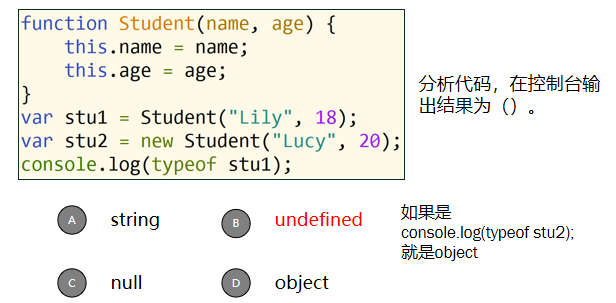 function Student(name, age) {
    this.name = name;
    this.age = age;
}
var stu1 = Student("Lily", 18);
var stu2 = new Student("Lucy", 20);
console.log(typeof stu1);
分析代码，在控制台输
出结果为（）。
A string
B undefined
C null
D object
如果是
console.log(typeof stu2);
就是object